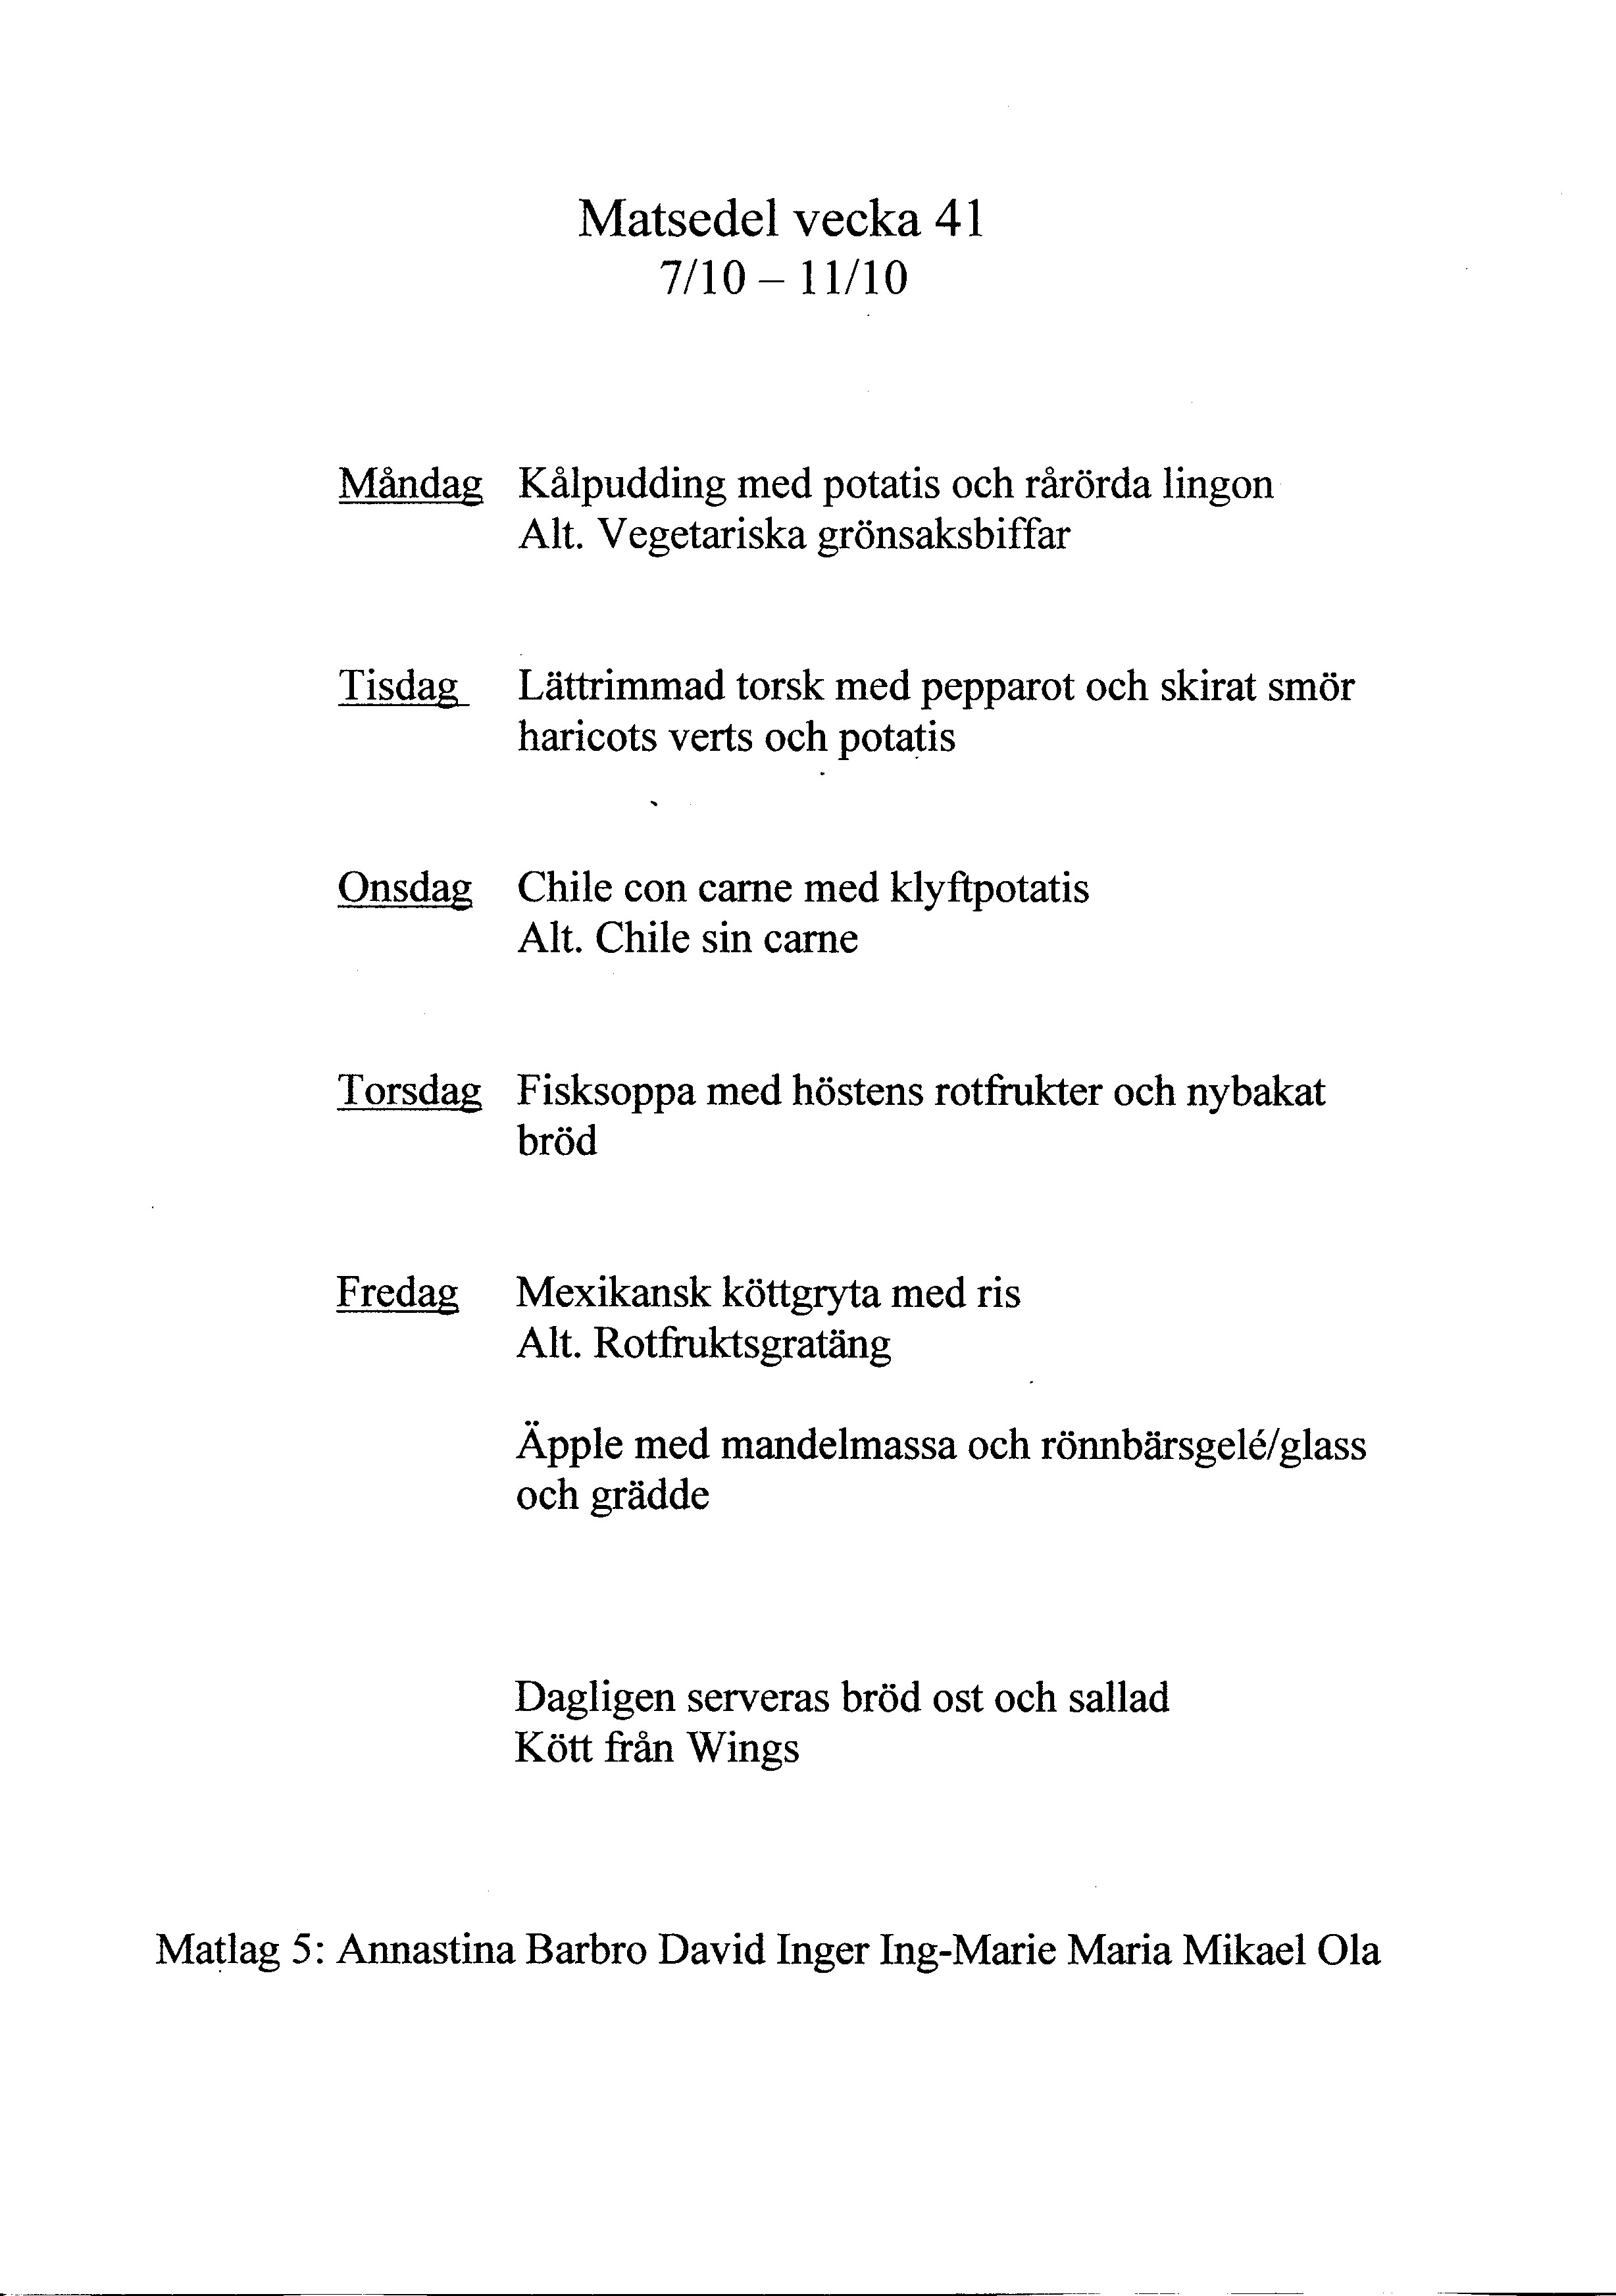 Matsedel vecka 41
7/10 – 11/10
Måndag Kålpudding med potatis och rårörda lingon
Alt. Vegetariska grönsaksbiffar
Tisdag Lättrimmad torsk med pepparot och skirat smör
haricots verts och potatis
Onsdag Chile con carne med klyftpotatis
Alt. Chile sin carne
Torsdag Fisksoppa med höstens rotfrukter och nybakat
bröd
Fredag Mexikansk köttgryta med ris
Alt. Rotfruktsgratäng
Äpple med mandelmassa och rönnbärsgelé/glass
och grädde
Dagligen serveras bröd ost och sallad
Kött från Wings
Matlag 5: Annastina Barbro David Inger Ing-Marie Maria Mikael Ola